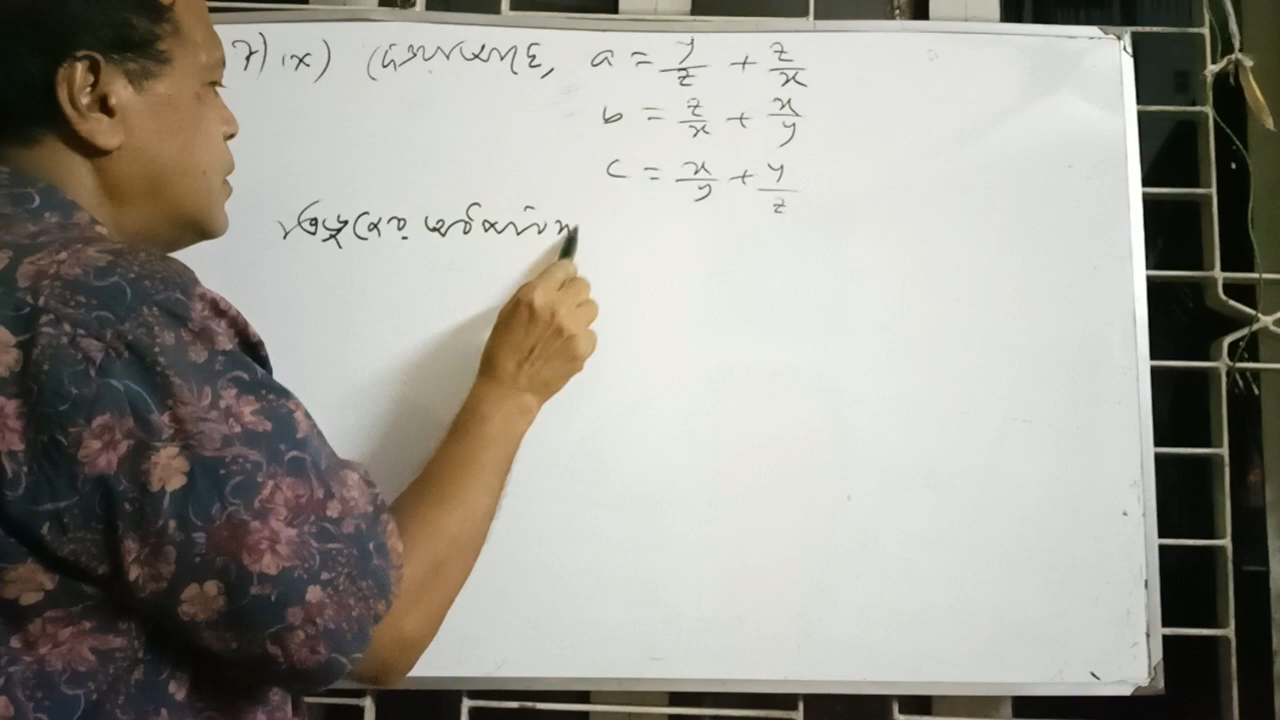 7) ix) দেওয়া আছে, a = y/z + z/x
b = z/x + x/y
c = x/y + y/z